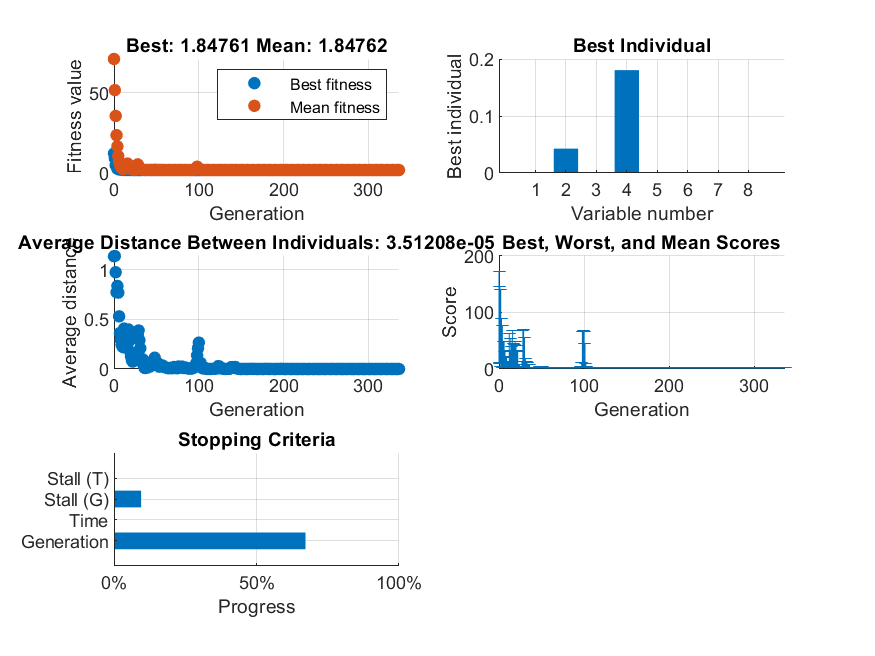 Best: 1.84761 Mean: 1.84762
Fitness value
50
0
Best fitness
Mean fitness
0 100 200 300
Generation
Best Individual
Best individual
0.2
0.1
0
1 2 3 4 5 6 7 8
Variable number
Average Distance Between Individuals: 3.51208e-05
Average distance
1
0.5
0
0 100 200 300
Generation
Best, Worst, and Mean Scores
Score
200
100
0
0 100 200 300
Generation
Stopping Criteria
Stall (T)
Stall (G)
Time
Generation
0% 50% 100%
Progress